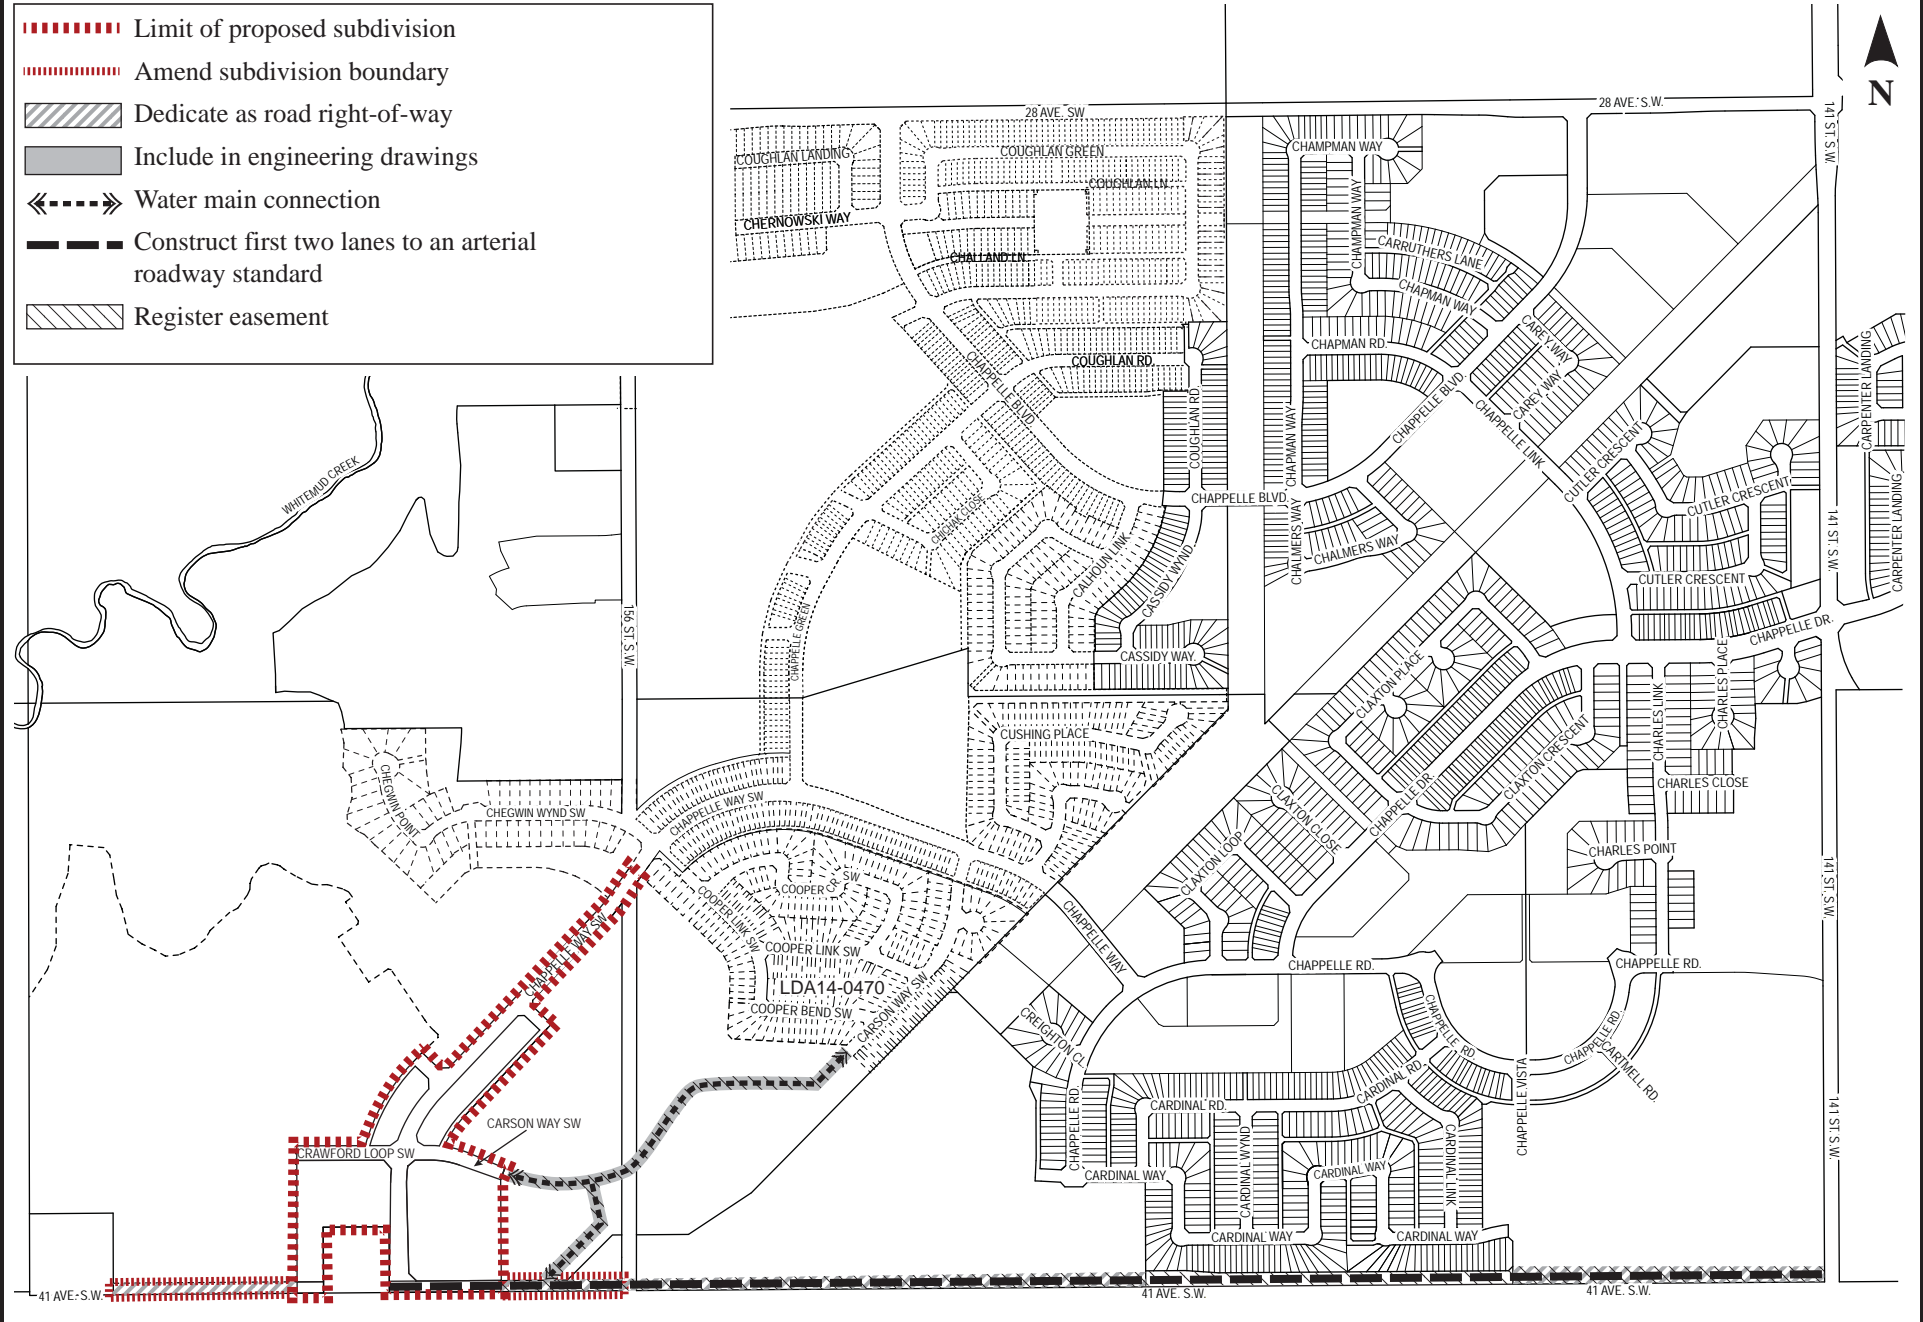 Limit of proposed subdivision
Amend subdivision boundary
Dedicate as road right-of-way
Include in engineering drawings
Water main connection
Construct first two lanes to an arterial
roadway standard
Register easement
N
28 AVE. SW
28 AVE. S.W.
141 ST. S.W.
COUGHLAN LANDING
COUGHLAN GREEN
COUGHLAN LN.
CHERNOWSKI WAY
CHALLAND LN.
CHAMPMAN WAY
CHAMPMAN WAY
CARRUTHERS LANE
CHAPMAN WAY
CHAPMAN RD.
CAREY WAY
CAREY WAY
COUGHLAN RD.
COUGHLAN RD.
CHAPPELLE BLVD.
CHAPPELLE BLVD.
CHAPPELLE BLVD.
CHAPPELLE LINK
CHAPMAN WAY
CARPENTER LANDING
CARPENTER LANDING
CUTLER CRESCENT
CUTLER CRESCENT
CUTLER CRESCENT
141 ST. S.W.
WHITEMUD CREEK
156 ST. S.W.
CHICHAK CLOSE
CALHOUN LINK
CASSIDY WYND.
CASSIDY WAY
CHALMERS WAY
CHALMERS WAY
CHAPPELLE GREEN
CHAPPELLE DR.
CHAPPELLE DR.
CLAXTON PLACE
CLAXTON CRESCENT
CLAXTON CLOSE
CLAXTON LOOP
CHARLES LINK
CHARLES PLACE
CHARLES CLOSE
CHARLES POINT
CUSHING PLACE
CHEGWIN POINT
CHEGWIN WYND SW
CHAPPELLE WAY SW
CHAPPELLE WAY SW
COOPER CR. SW
COOPER LINK SW
COOPER LINK SW
LDA14-0470
COOPER BEND SW
CARSON WAY SW
CHAPPELLE WAY
CHAPPELLE RD.
CHAPPELLE RD.
141 ST. S.W.
CREIGHTON CL.
CHAPPELLE RD.
CHAPPELLE RD.
CHAPPELLE RD.
CARTMELL RD.
CHAPPELLE VISTA
CARDINAL RD.
CARDINAL RD.
CARDINAL WYND
CARDINAL LINK
CARDINAL WAY
CARDINAL WAY
CARDINAL WAY
CARDINAL WAY
141 ST. S.W.
CARSON WAY SW
CRAWFORD LOOP SW
41 AVE. S.W.
41 AVE. S.W.
41 AVE. S.W.